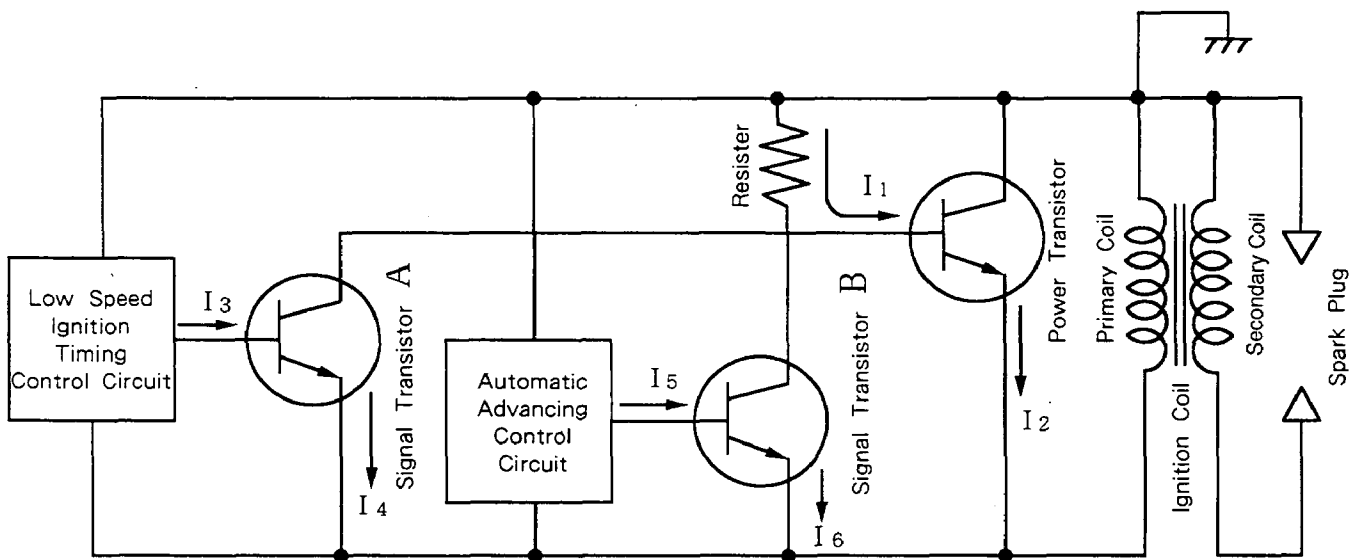 Low Speed
Ignition
Timing
Control Circuit
I3
I4
Signal Transistor A
Automatic
Advancing
Control
Circuit
I5
I6
Signal Transistor B
Resister
I1
I2
Power Transistor
Primary Coil
Ignition Coil
Secondary Coil
Spark Plug